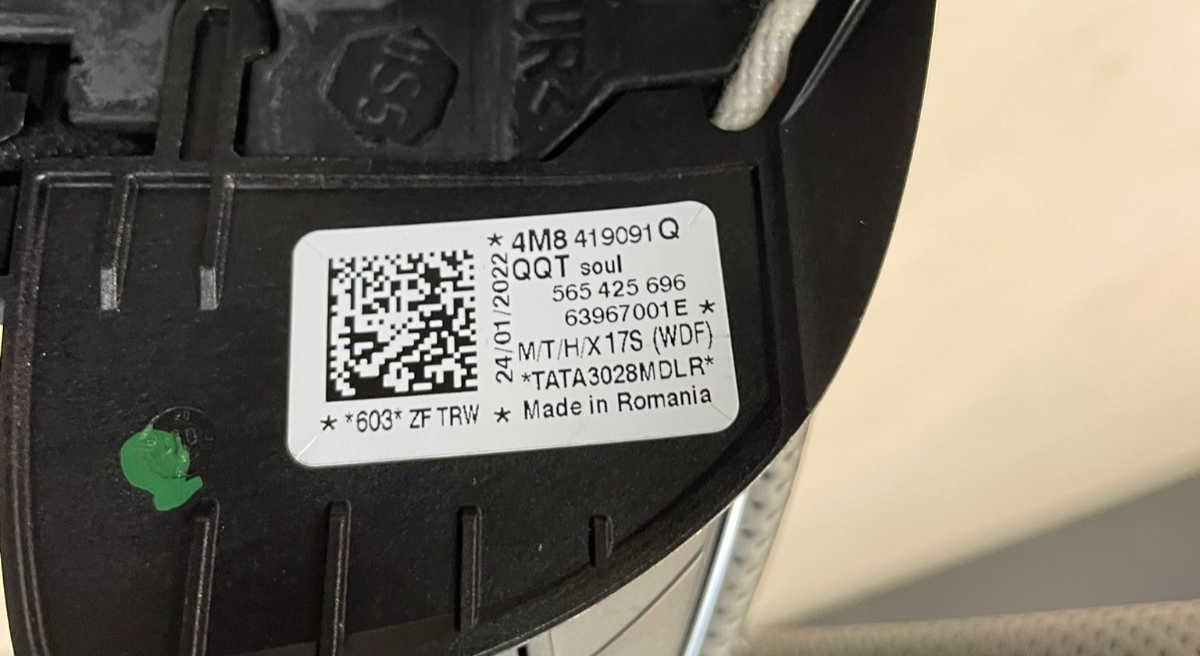 * 4M8 419091 Q
QQT soul
565 425 696
63967001E *
M/T/H/X 17S (WDF)
*TATA3028MDLR*
* Made in Romania
24/01/2022
* *603* ZF TRW
VS5